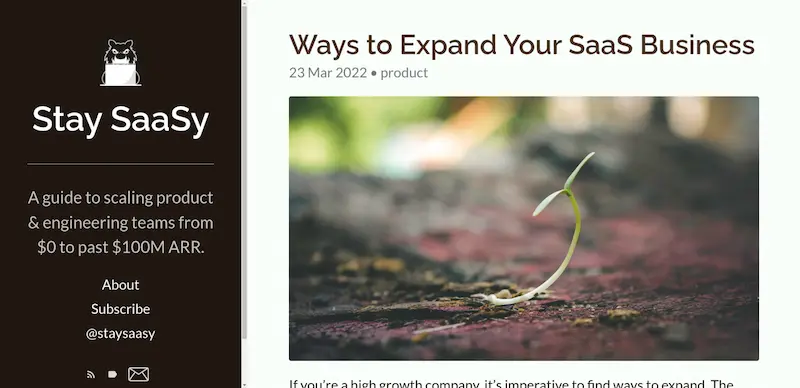 Stay SaaSy
A guide to scaling product
& engineering teams from
$0 to past $100M ARR.
About
Subscribe
@staysaasy
Ways to Expand Your SaaS Business
23 Mar 2022 • product
If you're a high growth company, it's imperative to find ways to expand. The